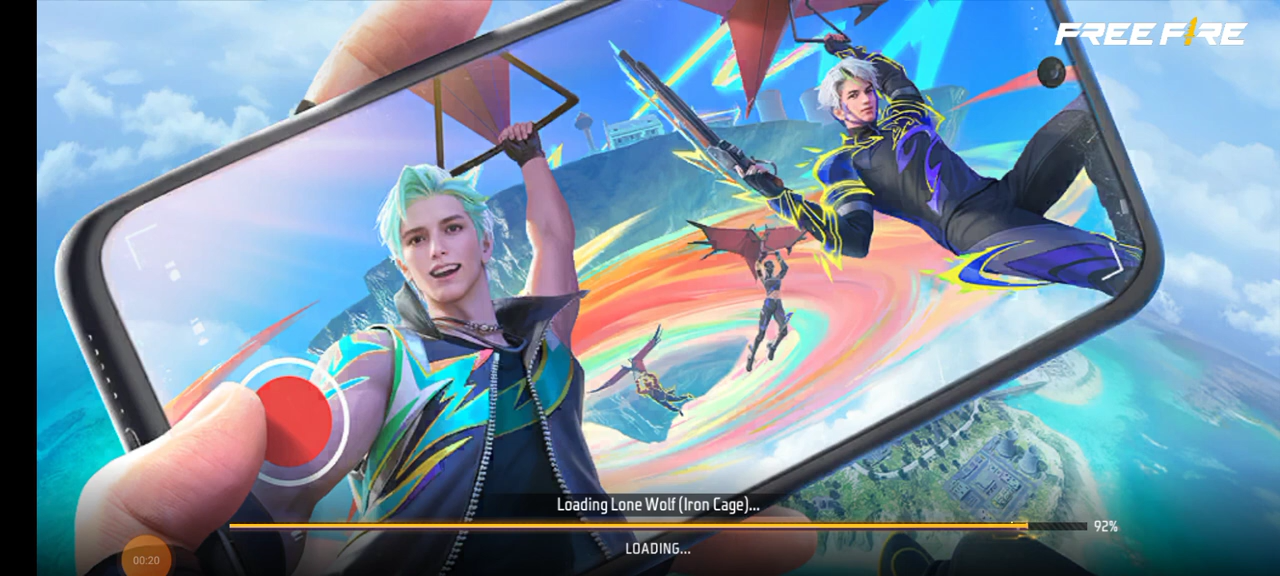 FREE FIRE
Loading Lone Wolf (Iron Cage)...
92%
LOADING...
00:20